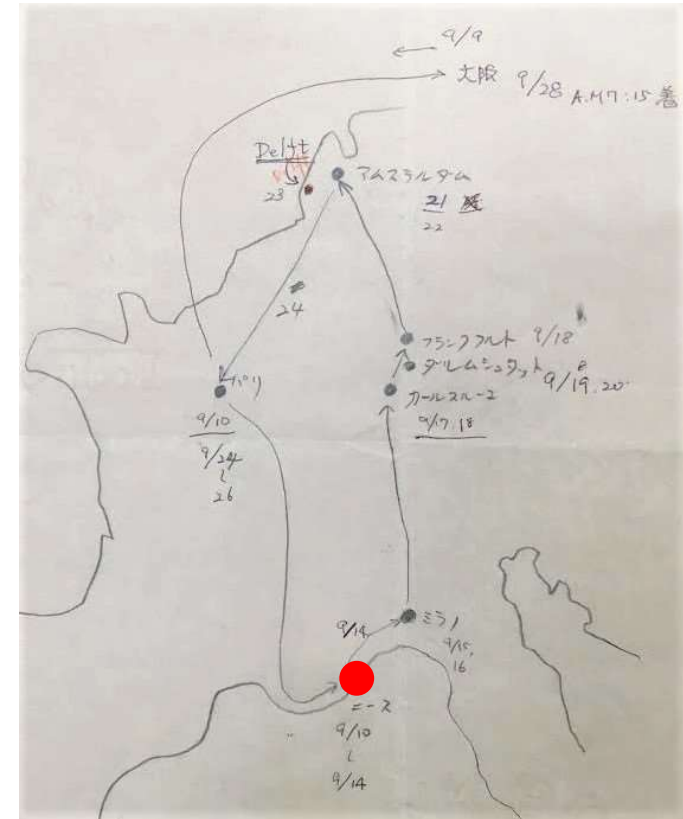 9/9
大阪 9/28 A.M7:15着
Delft
23
アムステルダム
21
22
24
フランクフルト 9/18
ダルムシュタット 9/19.20
カールスルーエ
9/17.18
パリ
9/10
9/24
〜
26
9/14
ミラノ
9/15,
16
ニース
9/10
〜
9/14